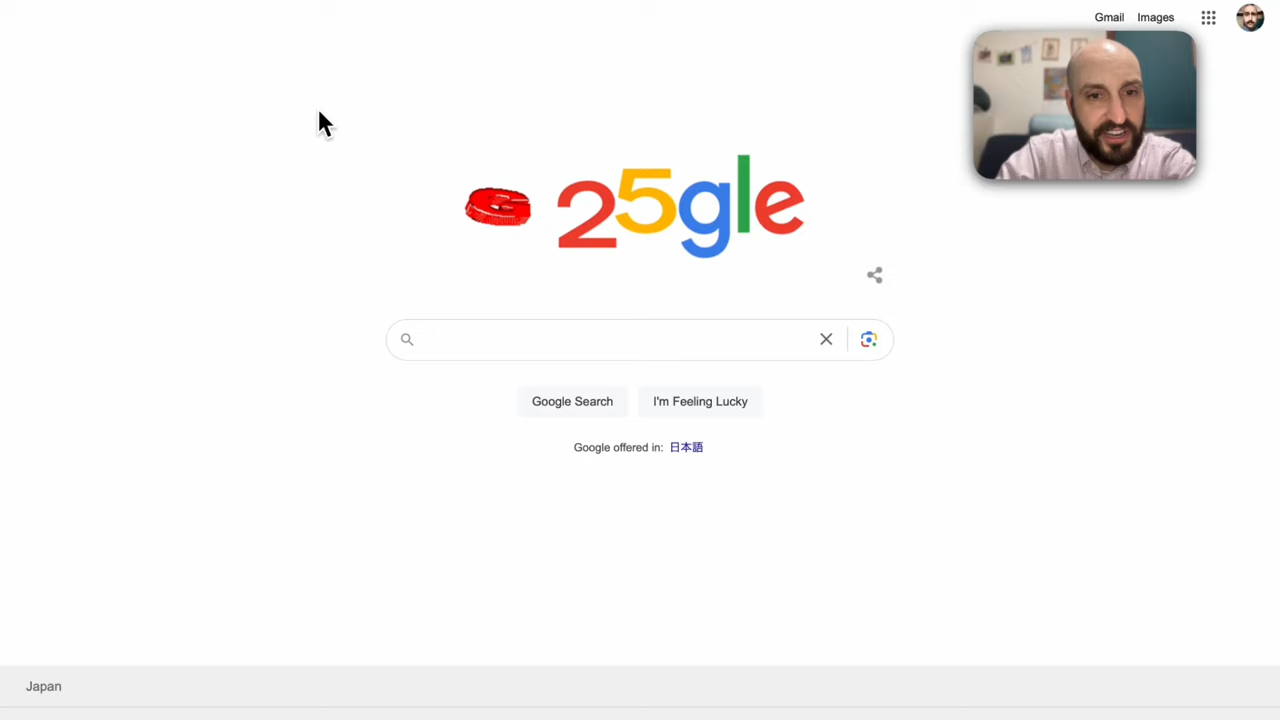 Gmail Images
G 25gle
Google Search I'm Feeling Lucky
Google offered in: 日本語
Japan